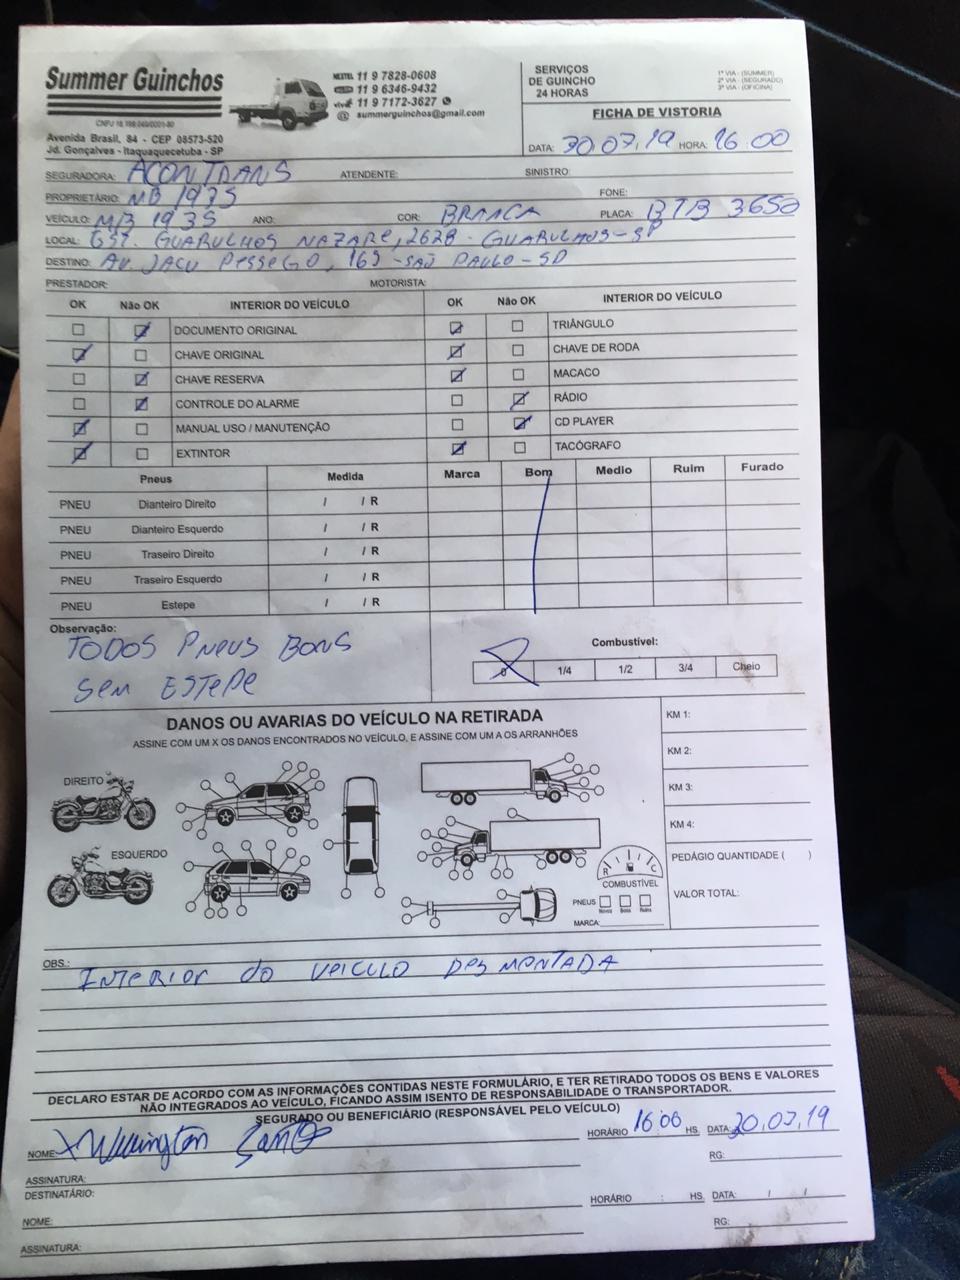 Summer Guinchos
Avenida Brasil, 84 - CEP 08573-520
Jd. Gonçalves - Itaquaquecetuba - SP
NEXTEL 11 9 7828-0608
11 9 6346-9432
vivo 11 9 7172-3627
@ summerguinchos@gmail.com
SERVIÇOS
DE GUINCHO
24 HORAS
1ª VIA - (SUMMER)
2ª VIA - (SEGURADO)
3ª VIA - (OFICINA)
FICHA DE VISTORIA
DATA: 30.07.19 HORA: 16:00
SEGURADORA: ACONTRANS ATENDENTE: SINISTRO:
PROPRIETÁRIO: MB 1935 FONE:
VEÍCULO: MB 1935 ANO: COR: BRANCA PLACA: BTB 3650
LOCAL: EST. GUARULHOS NAZARE, 2628 - GUARULHOS - SP
DESTINO: AV. JACU PESSEGO, 165 - SAO PAULO - SP
PRESTADOR: MOTORISTA:
OK Não OK INTERIOR DO VEÍCULO OK Não OK INTERIOR DO VEÍCULO
DOCUMENTO ORIGINAL TRIÂNGULO
CHAVE ORIGINAL CHAVE DE RODA
CHAVE RESERVA MACACO
CONTROLE DO ALARME RÁDIO
MANUAL USO / MANUTENÇÃO CD PLAYER
EXTINTOR TACÓGRAFO
Pneus Medida Marca Bom Medio Ruim Furado
PNEU Dianteiro Direito / / R
PNEU Dianteiro Esquerdo / / R
PNEU Traseiro Direito / / R
PNEU Traseiro Esquerdo / / R
PNEU Estepe / / R
Observação:
TODOS PNEUS BONS
SEM ESTEPE
Combustível:
0 1/4 1/2 3/4 Cheio
DANOS OU AVARIAS DO VEÍCULO NA RETIRADA
ASSINE COM UM X OS DANOS ENCONTRADOS NO VEÍCULO, E ASSINE COM UM A OS ARRANHÕES
DIREITO
ESQUERDO
R C
COMBUSTÍVEL
PNEUS
Novos Bons Ruins
MARCA:
KM 1:
KM 2:
KM 3:
KM 4:
PEDÁGIO QUANTIDADE ( )
VALOR TOTAL:
OBS.: INTERIOR do VEICULO DESMONTADA
DECLARO ESTAR DE ACORDO COM AS INFORMAÇÕES CONTIDAS NESTE FORMULÁRIO, E TER RETIRADO TODOS OS BENS E VALORES
NÃO INTEGRADOS AO VEÍCULO, FICANDO ASSIM ISENTO DE RESPONSABILIDADE O TRANSPORTADOR.
SEGURADO OU BENEFICIÁRIO (RESPONSÁVEL PELO VEÍCULO)
NOME: HORÁRIO 16:00 HS. DATA: 30.07.19
RG:
ASSINATURA:
DESTINATÁRIO: HORÁRIO : HS. DATA: / /
NOME: RG:
ASSINATURA: